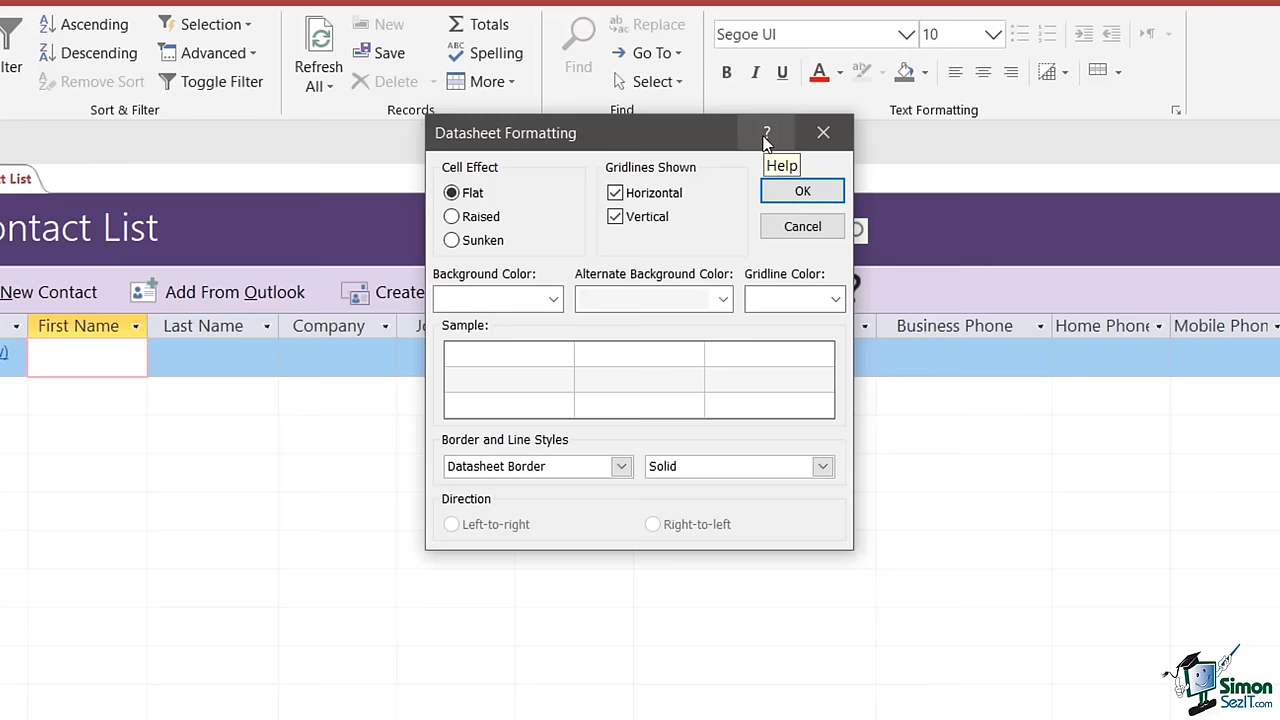 Ascending
Selection
New
Totals
Replace
Segoe UI
10
lter
Descending
Advanced
Refresh
Save
Spelling
Find
Go To
Remove Sort
Toggle Filter
All
Delete
More
Select
B I U A
Sort & Filter
Records
Find
Text Formatting
Datasheet Formatting
?
Help
t List
Cell Effect
Gridlines Shown
Flat
Horizontal
OK
Raised
Vertical
Cancel
Sunken
ontact List
Background Color:
Alternate Background Color:
Gridline Color:
New Contact
Add From Outlook
Create
First Name
Last Name
Company
J
Business Phone
Home Phone
Mobile Phon
Sample:
Border and Line Styles
Datasheet Border
Solid
Direction
Left-to-right
Right-to-left
Simon
SezIT.com